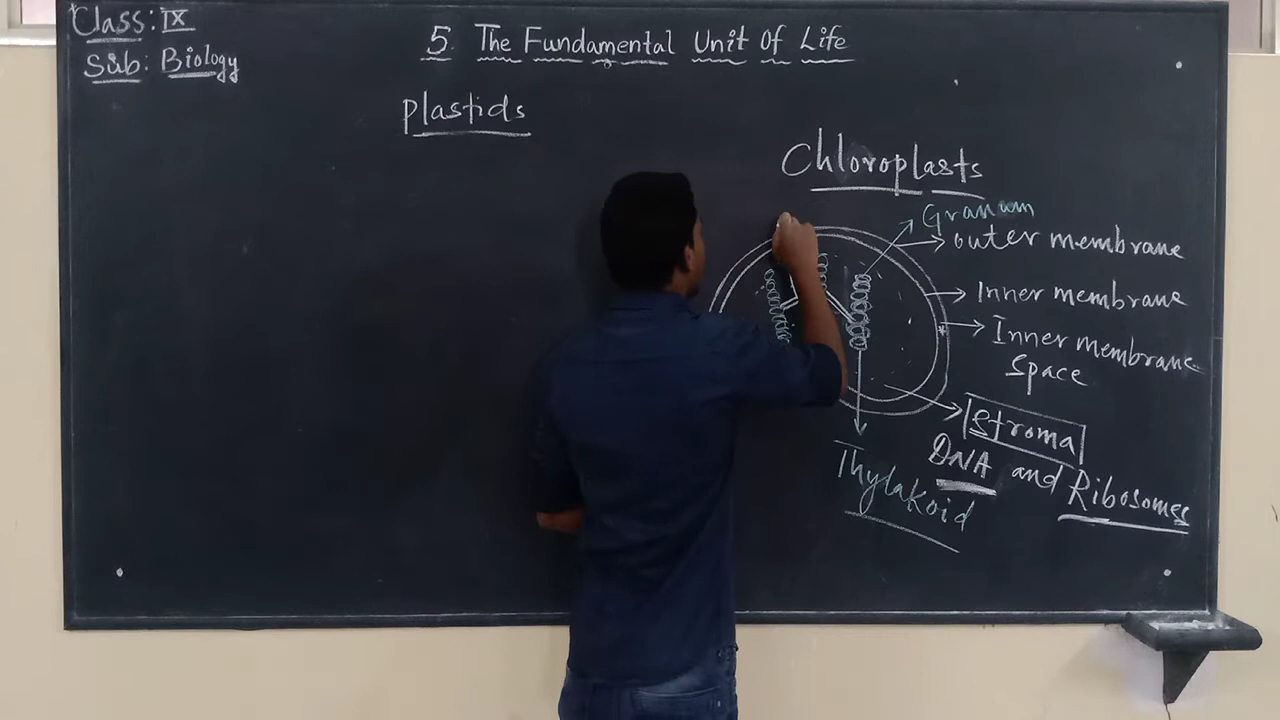 Class: IX
Sub: Biology
5. The Fundamental Unit Of Life
Plastids
Chloroplasts
Granum
outer membrane
Inner membrane
Inner membrane
Space
Stroma
DNA and Ribosomes
Thylakoid